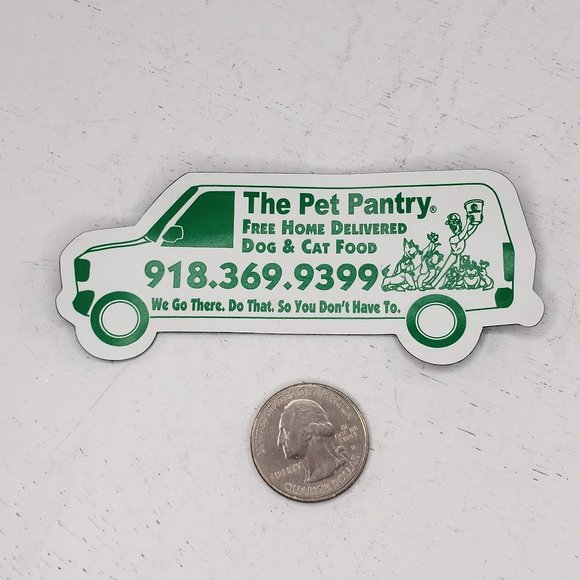 The Pet Pantry®
Free Home Delivered
Dog & Cat Food
918.369.9399
We Go There. Do That. So You Don't Have To.
UNITED STATES OF AMERICA
LIBERTY
IN GOD WE TRUST
QUARTER DOLLAR